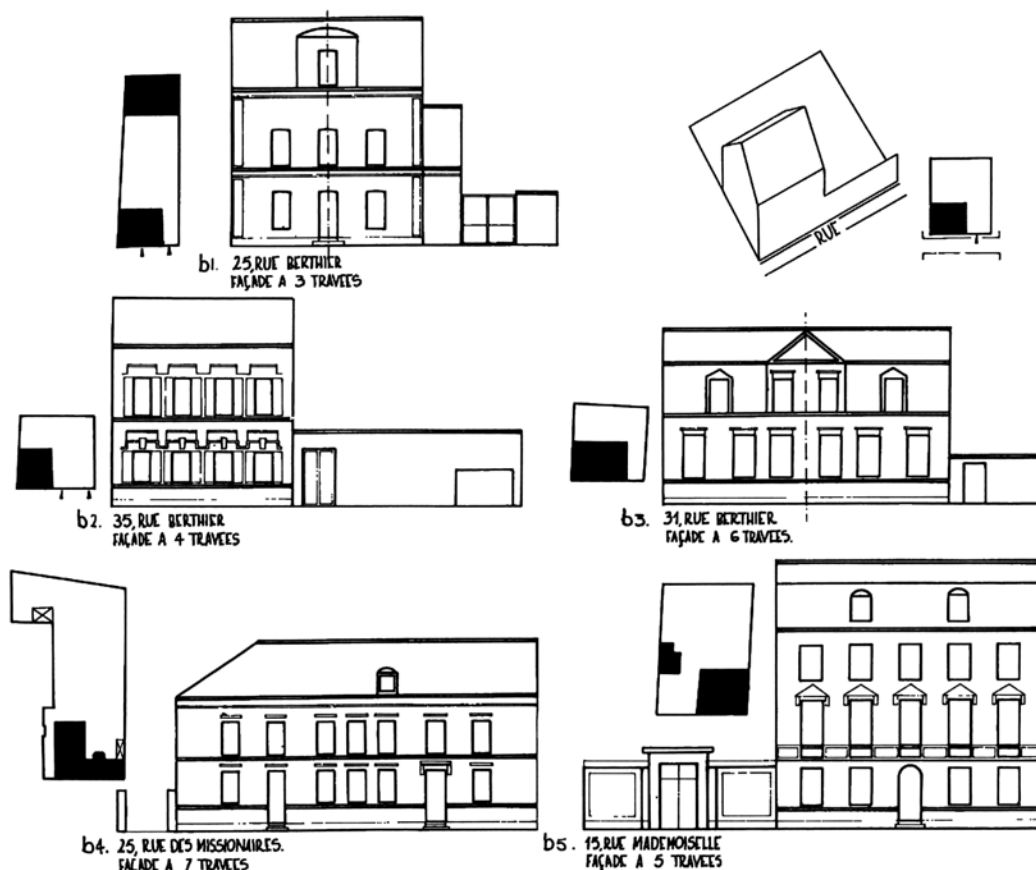 b1. 25, RUE BERTHIER
FAÇADE A 3 TRAVEES
RUE
b2. 35, RUE BERTHIER
FAÇADE A 4 TRAVEES
b3. 31, RUE BERTHIER
FAÇADE A 6 TRAVEES.
b4. 25, RUE DES MISSIONAIRES.
FAÇADE A 7 TRAVEES
b5. 15, RUE MADEMOISELLE
FAÇADE A 5 TRAVEES